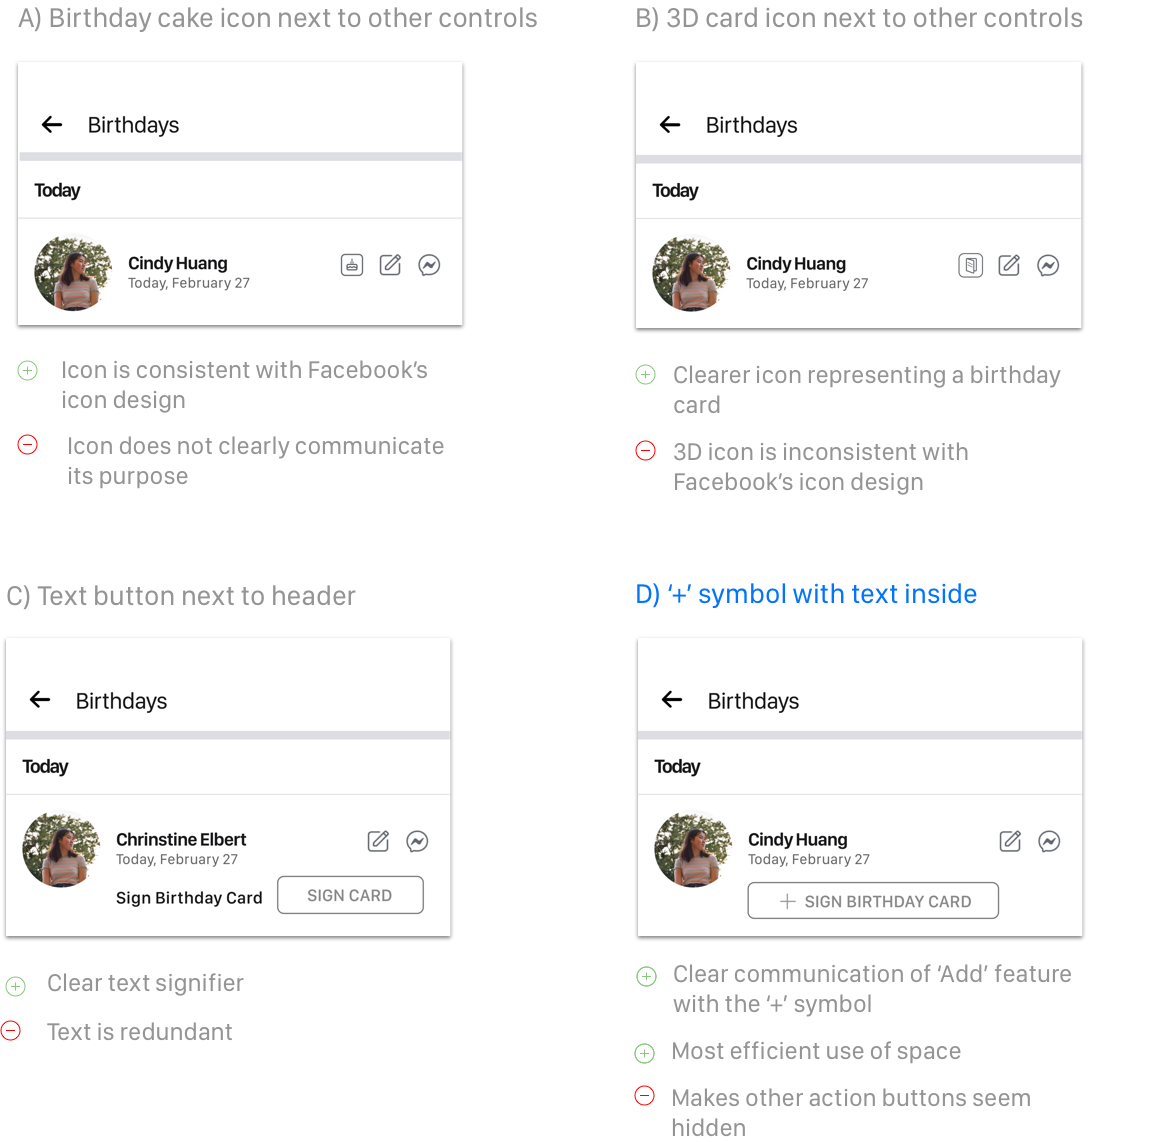 A) Birthday cake icon next to other controls
Birthdays
Today
Cindy Huang
Today, February 27
Icon is consistent with Facebook’s
icon design
Icon does not clearly communicate
its purpose
B) 3D card icon next to other controls
Birthdays
Today
Cindy Huang
Today, February 27
Clearer icon representing a birthday
card
3D icon is inconsistent with
Facebook’s icon design
C) Text button next to header
Birthdays
Today
Chrinstine Elbert
Today, February 27
Sign Birthday Card SIGN CARD
Clear text signifier
Text is redundant
D) ‘+’ symbol with text inside
Birthdays
Today
Cindy Huang
Today, February 27
+ SIGN BIRTHDAY CARD
Clear communication of ‘Add’ feature
with the ‘+’ symbol
Most efficient use of space
Makes other action buttons seem
hidden